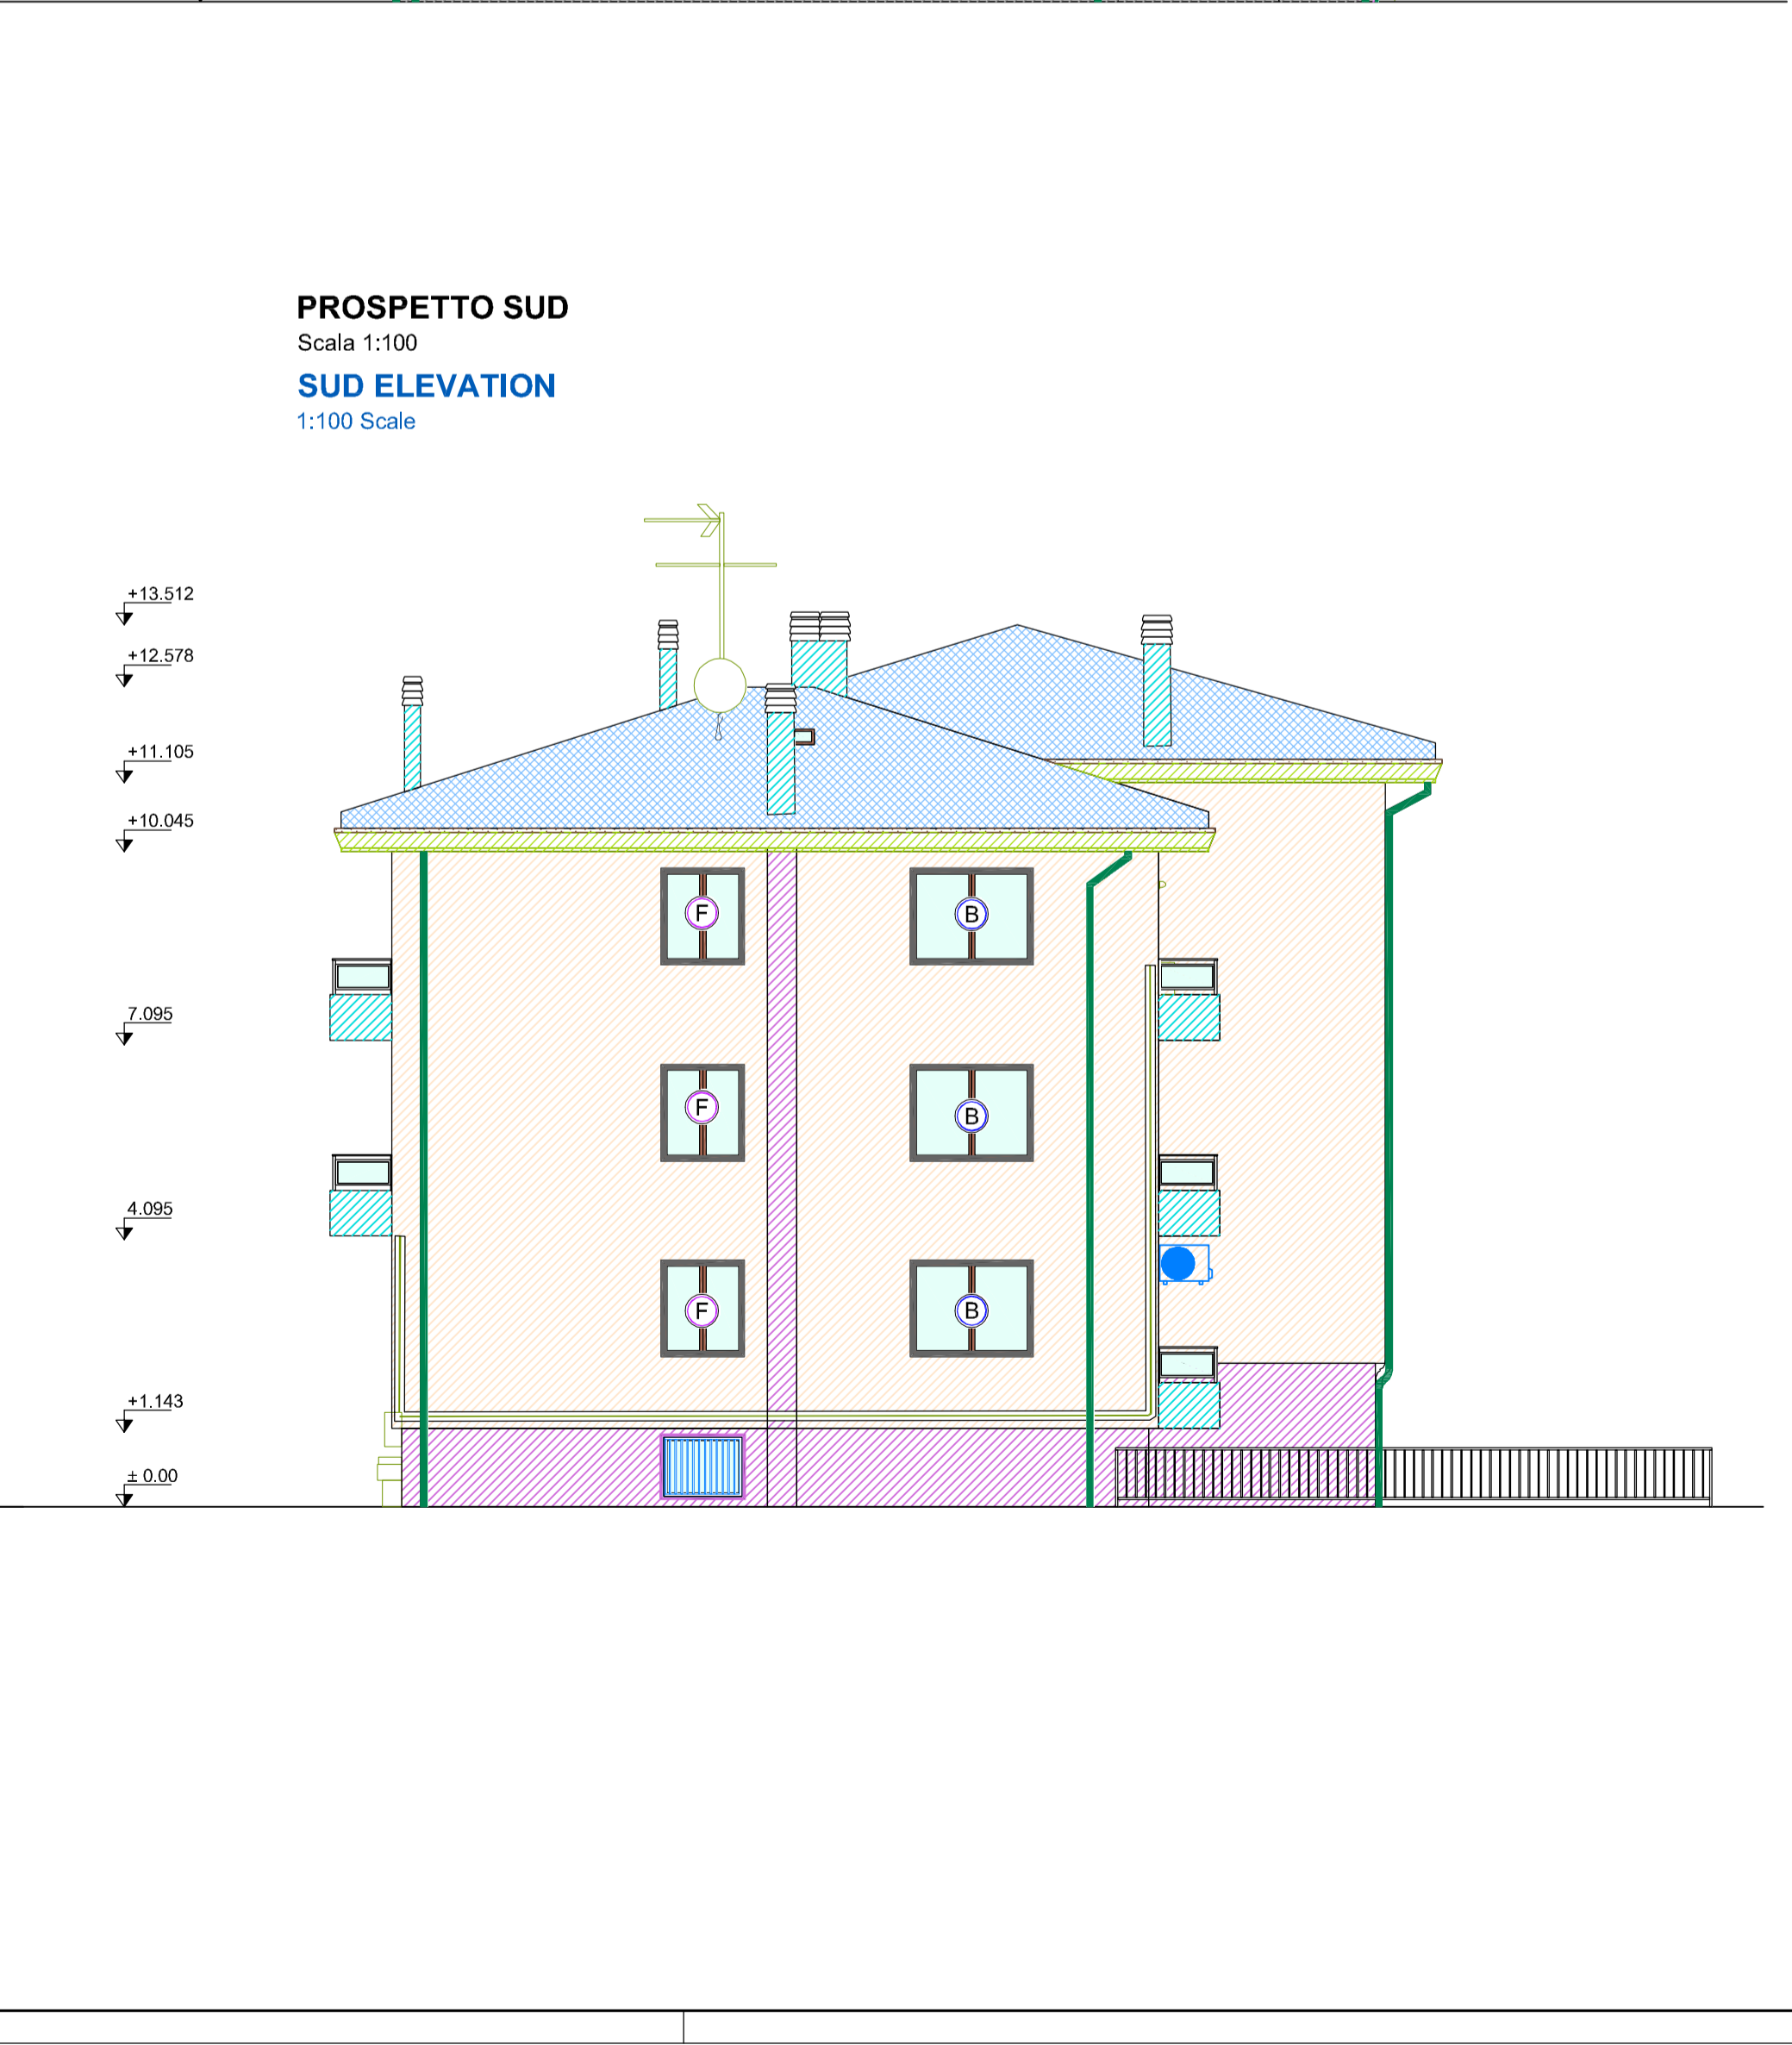 PROSPETTO SUD
Scala 1:100
SUD ELEVATION
1:100 Scale
+13.512
+12.578
+11.105
+10.045
F
B
7.095
F
B
4.095
F
B
+1.143
± 0.00